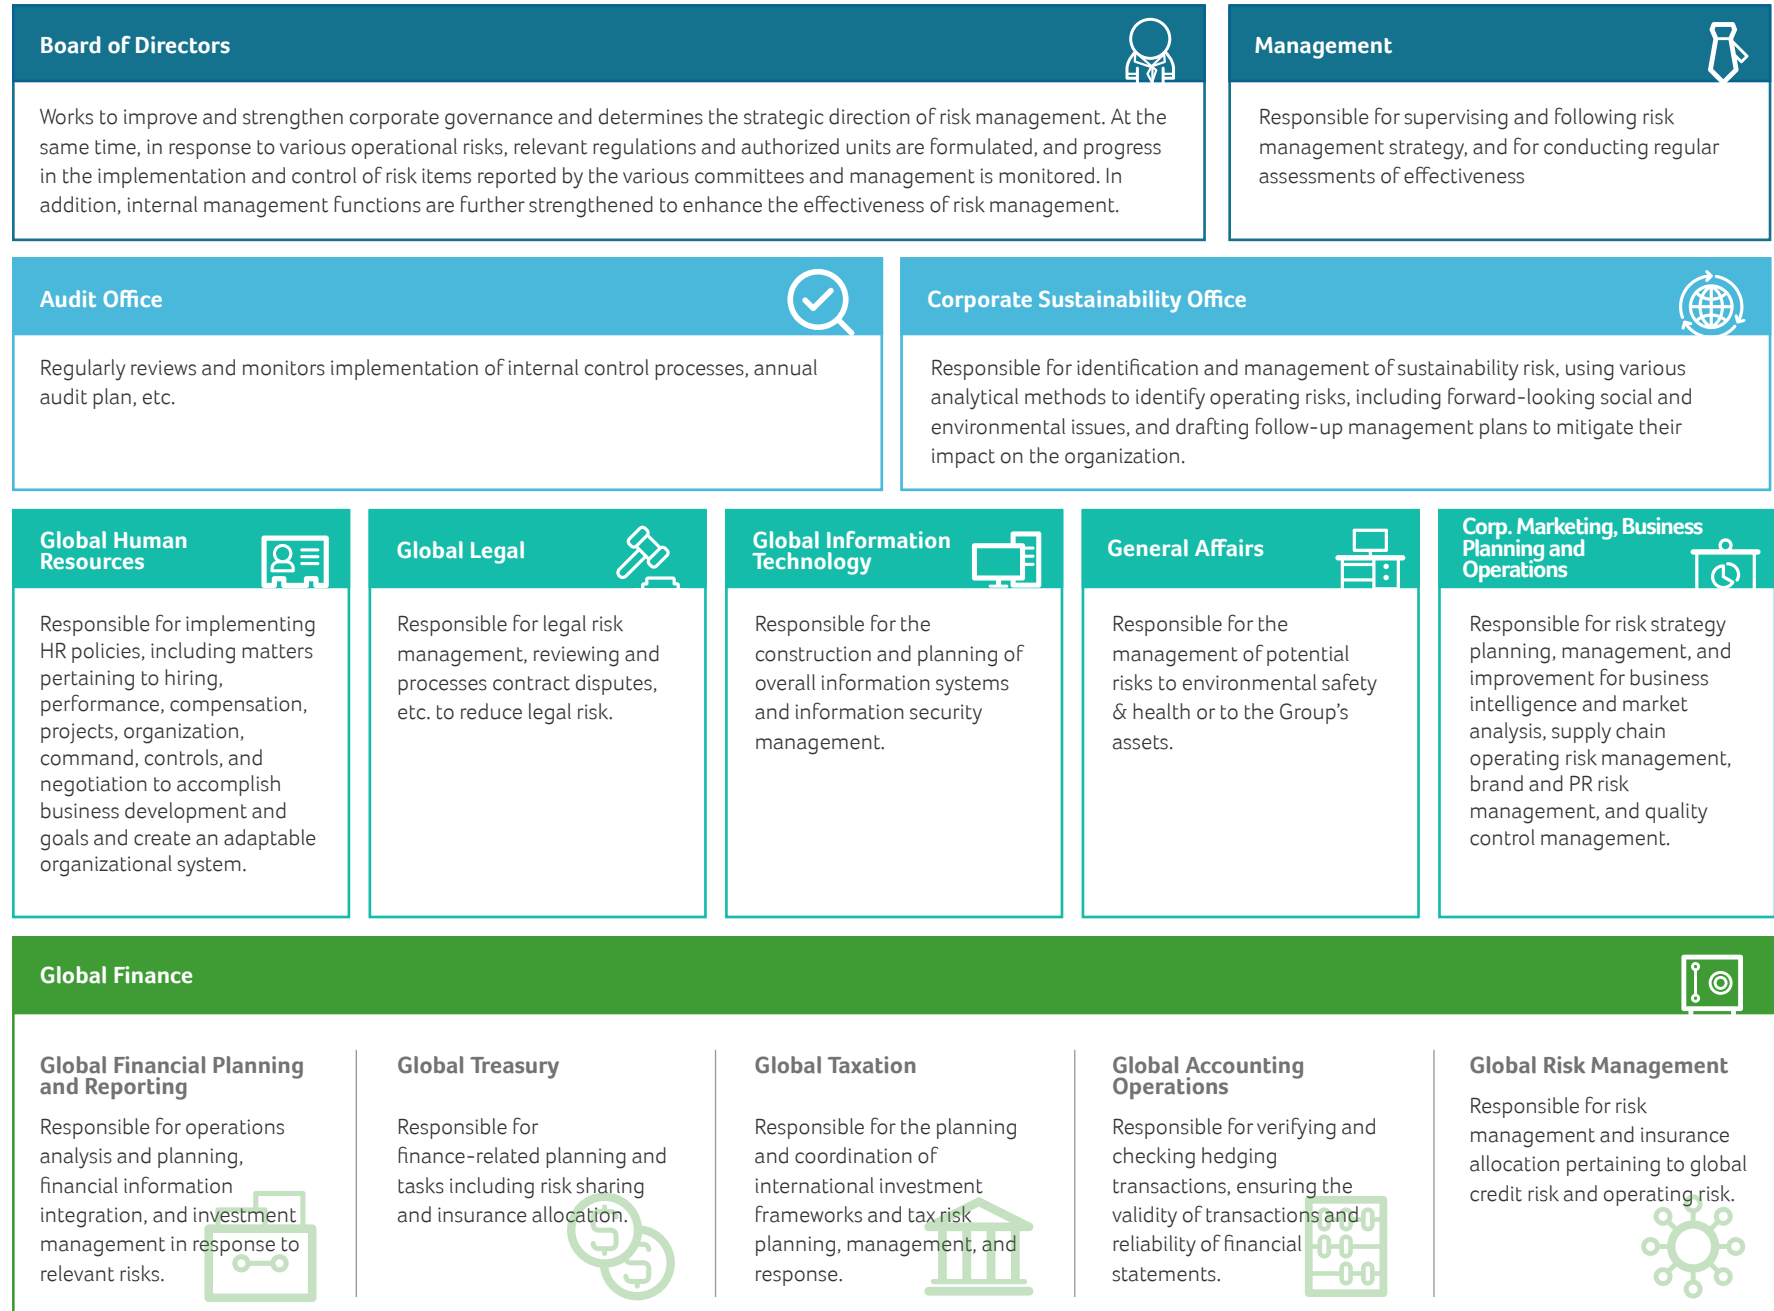 Board of Directors
Works to improve and strengthen corporate governance and determines the strategic direction of risk management. At the
same time, in response to various operational risks, relevant regulations and authorized units are formulated, and progress
in the implementation and control of risk items reported by the various committees and management is monitored. In
addition, internal management functions are further strengthened to enhance the effectiveness of risk management.
Management
Responsible for supervising and following risk
management strategy, and for conducting regular
assessments of effectiveness
Audit Office
Regularly reviews and monitors implementation of internal control processes, annual
audit plan, etc.
Corporate Sustainability Office
Responsible for identification and management of sustainability risk, using various
analytical methods to identify operating risks, including forward-looking social and
environmental issues, and drafting follow-up management plans to mitigate their
impact on the organization.
Global Human
Resources
Responsible for implementing
HR policies, including matters
pertaining to hiring,
performance, compensation,
projects, organization,
command, controls, and
negotiation to accomplish
business development and
goals and create an adaptable
organizational system.
Global Legal
Responsible for legal risk
management, reviewing and
processes contract disputes,
etc. to reduce legal risk.
Global Information
Technology
Responsible for the
construction and planning of
overall information systems
and information security
management.
General Affairs
Responsible for the
management of potential
risks to environmental safety
& health or to the Group's
assets.
Corp. Marketing, Business
Planning and
Operations
Responsible for risk strategy
planning, management, and
improvement for business
intelligence and market
analysis, supply chain
operating risk management,
brand and PR risk
management, and quality
control management.
Global Finance
Global Financial Planning
and Reporting
Responsible for operations
analysis and planning,
financial information
integration, and investment
management in response to
relevant risks.
Global Treasury
Responsible for
finance-related planning and
tasks including risk sharing
and insurance allocation.
Global Taxation
Responsible for the planning
and coordination of
international investment
frameworks and tax risk
planning, management, and
response.
Global Accounting
Operations
Responsible for verifying and
checking hedging
transactions, ensuring the
validity of transactions and
reliability of financial
statements.
Global Risk Management
Responsible for risk
management and insurance
allocation pertaining to global
credit risk and operating risk.